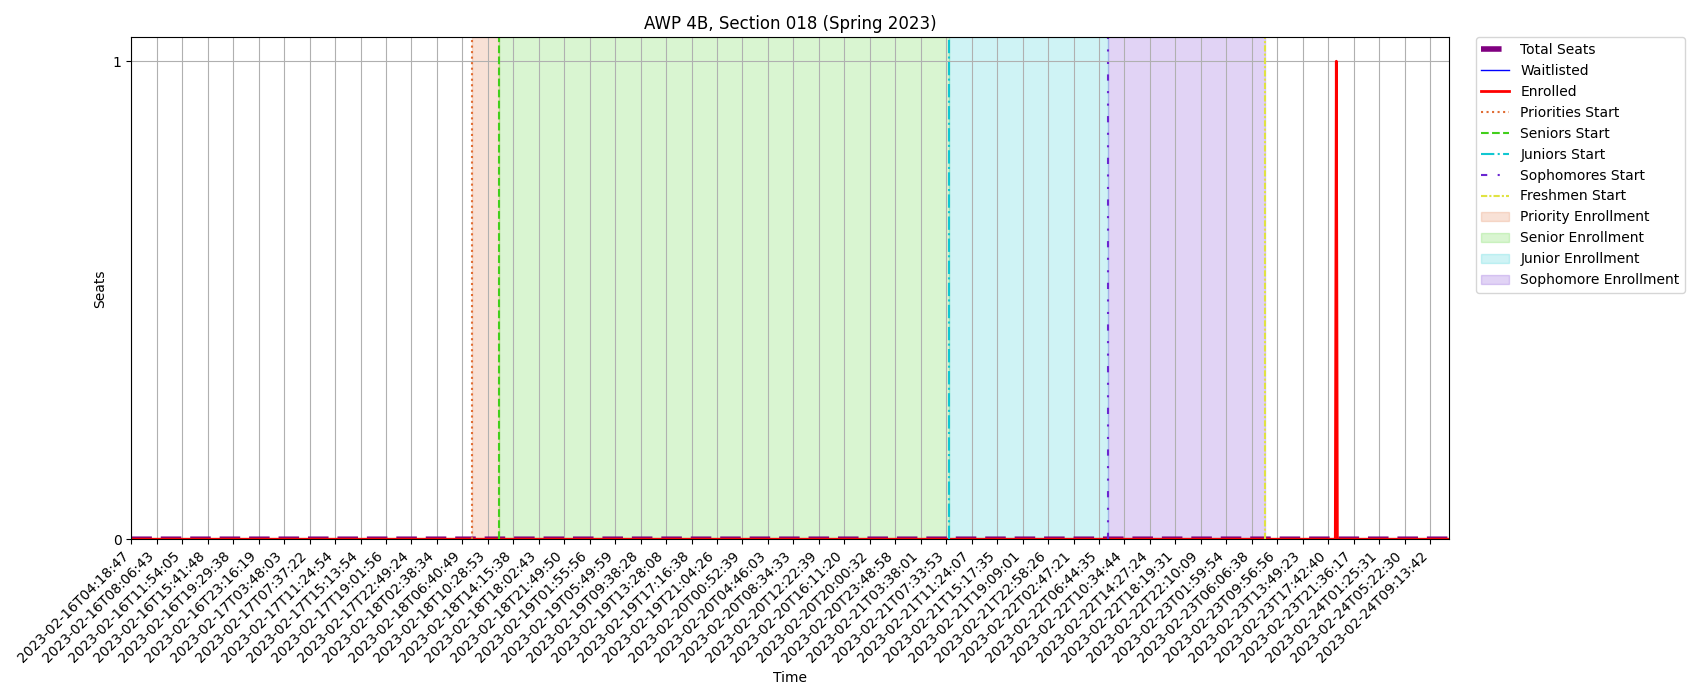 AWP 4B, Section 018 (Spring 2023)
1
0
Seats
2023-02-16T04:18:47
2023-02-16T08:06:43
2023-02-16T11:54:05
2023-02-16T15:41:48
2023-02-16T19:29:38
2023-02-16T23:16:19
2023-02-17T03:48:03
2023-02-17T07:37:22
2023-02-17T11:24:54
2023-02-17T15:13:54
2023-02-17T19:01:56
2023-02-17T22:49:24
2023-02-18T02:38:34
2023-02-18T06:40:49
2023-02-18T10:28:53
2023-02-18T14:15:38
2023-02-18T18:02:43
2023-02-18T21:49:50
2023-02-19T01:55:56
2023-02-19T05:49:59
2023-02-19T09:38:28
2023-02-19T13:28:08
2023-02-19T17:16:38
2023-02-19T21:04:26
2023-02-20T00:52:39
2023-02-20T04:46:03
2023-02-20T08:34:33
2023-02-20T12:22:39
2023-02-20T16:11:20
2023-02-20T20:00:32
2023-02-20T23:48:58
2023-02-21T03:38:01
2023-02-21T07:33:53
2023-02-21T11:24:07
2023-02-21T15:17:35
2023-02-21T19:09:01
2023-02-21T22:58:26
2023-02-22T02:47:21
2023-02-22T06:44:35
2023-02-22T10:34:44
2023-02-22T14:27:24
2023-02-22T18:19:31
2023-02-22T22:10:09
2023-02-23T01:59:54
2023-02-23T06:06:38
2023-02-23T09:56:56
2023-02-23T13:49:23
2023-02-23T17:42:40
2023-02-23T21:36:17
2023-02-24T01:25:31
2023-02-24T05:22:30
2023-02-24T09:13:42
Time
Total Seats
Waitlisted
Enrolled
Priorities Start
Seniors Start
Juniors Start
Sophomores Start
Freshmen Start
Priority Enrollment
Senior Enrollment
Junior Enrollment
Sophomore Enrollment